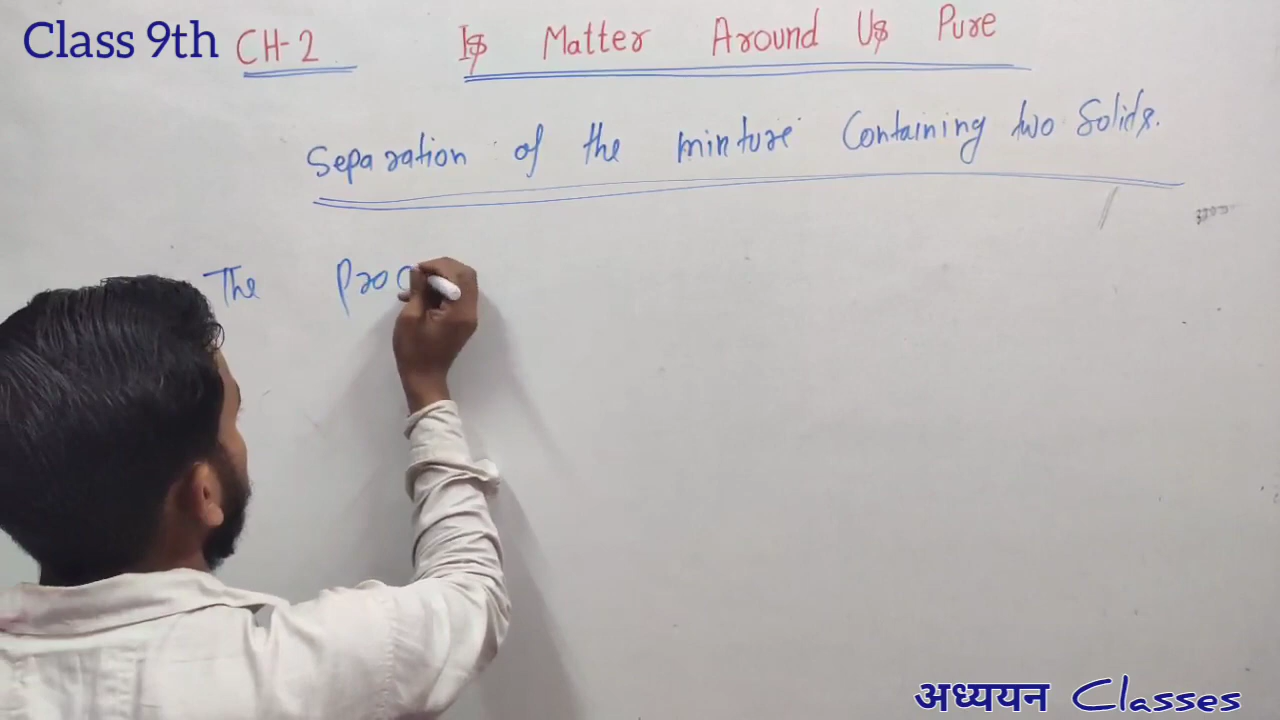 Class 9th CH-2 Is Matter Around Us Pure
Separation of the minture Containing two Solids.
The Proc
अध्ययन Classes